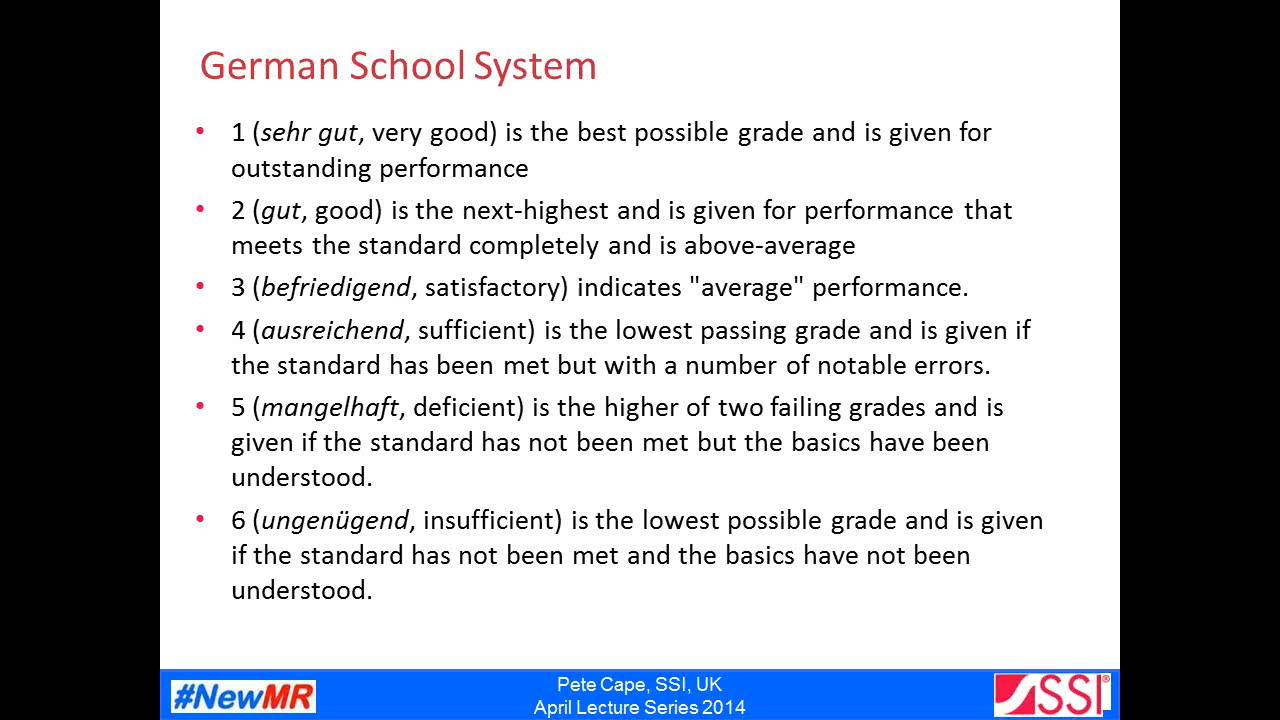 German School System
• 1 (sehr gut, very good) is the best possible grade and is given for
outstanding performance
• 2 (gut, good) is the next-highest and is given for performance that
meets the standard completely and is above-average
• 3 (befriedigend, satisfactory) indicates "average" performance.
• 4 (ausreichend, sufficient) is the lowest passing grade and is given if
the standard has been met but with a number of notable errors.
• 5 (mangelhaft, deficient) is the higher of two failing grades and is
given if the standard has not been met but the basics have been
understood.
• 6 (ungenügend, insufficient) is the lowest possible grade and is given
if the standard has not been met and the basics have not been
understood.
#NewMR
Pete Cape, SSI, UK
April Lecture Series 2014
SSI®